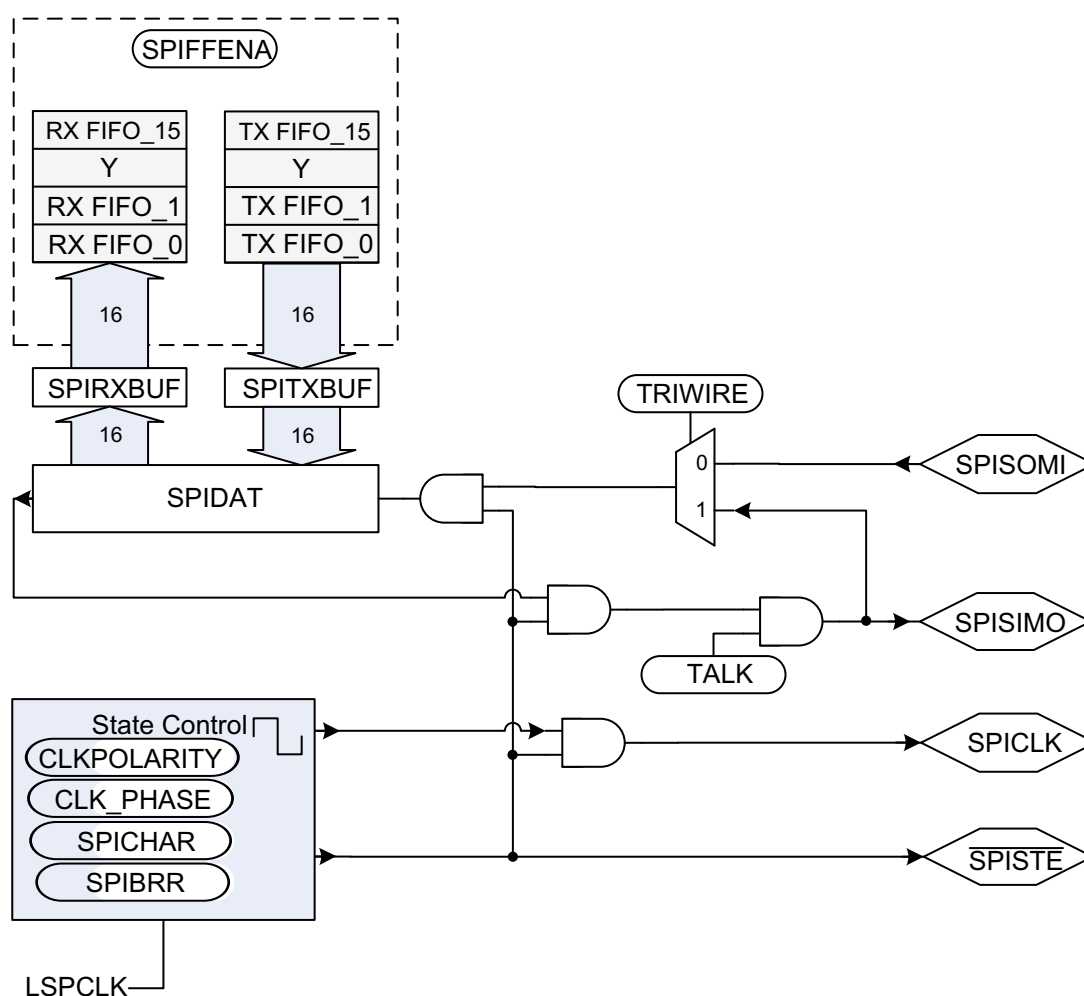 SPIFFENA
RX FIFO_15
TX FIFO_15
Y
Y
RX FIFO_1
TX FIFO_1
RX FIFO_0
TX FIFO_0
16
16
SPIRXBUF
SPITXBUF
TRIWIRE
16
16
0
SPISOMI
SPIDAT
1
SPISIMO
TALK
State Control
SPICLK
CLKPOLARITY
CLK_PHASE
SPICHAR
SPISTE
SPIBRR
LSPCLK